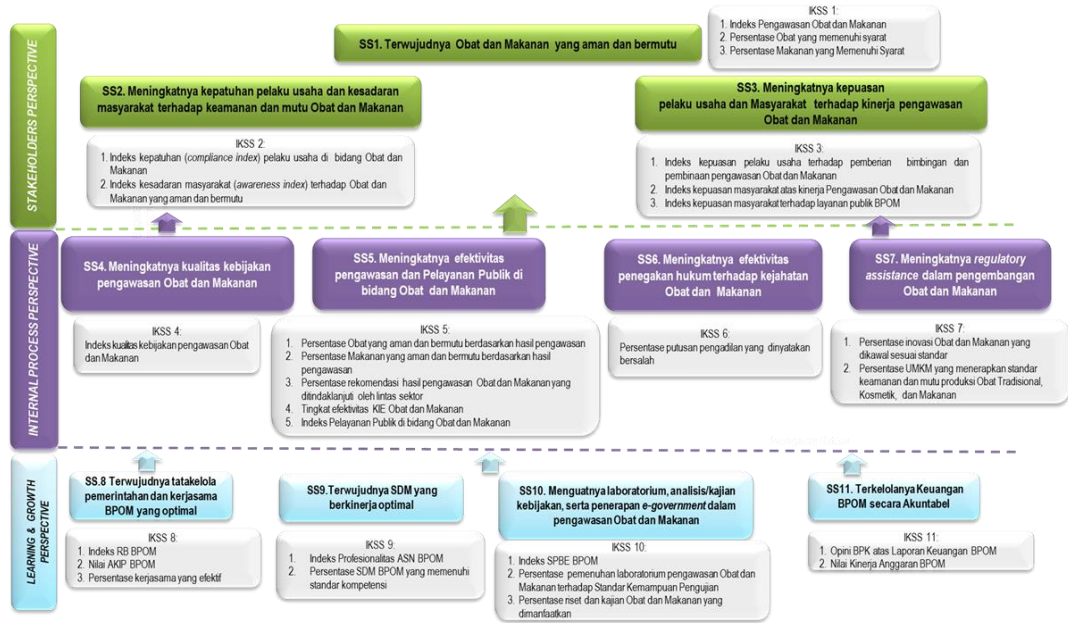 STAKEHOLDERS PERSPECTIVE
SS1. Terwujudnya Obat dan Makanan yang aman dan bermutu
IKSS 1:
1. Indeks Pengawasan Obat dan Makanan
2. Persentase Obat yang memenuhi syarat
3. Persentase Makanan yang Memenuhi Syarat
SS2. Meningkatnya kepatuhan pelaku usaha dan kesadaran
masyarakat terhadap keamanan dan mutu Obat dan Makanan
IKSS 2:
1. Indeks kepatuhan (compliance index) pelaku usaha di bidang Obat dan
Makanan
2. Indeks kesadaran masyarakat (awareness index) terhadap Obat dan
Makanan yang aman dan bermutu
SS3. Meningkatnya kepuasan
pelaku usaha dan Masyarakat terhadap kinerja pengawasan
Obat dan Makanan
IKSS 3:
1. Indeks kepuasan pelaku usaha terhadap pemberian bimbingan dan
pembinaan pengawasan Obat dan Makanan
2. Indeks kepuasan masyarakat atas kinerja Pengawasan Obat dan Makanan
3. Indeks kepuasan masyarakat terhadap layanan publik BPOM
INTERNAL PROCESS PERSPECTIVE
SS4. Meningkatnya kualitas kebijakan
pengawasan Obat dan Makanan
IKSS 4:
Indeks kualitas kebijakan pengawasan Obat
dan Makanan
SS5. Meningkatnya efektivitas
pengawasan dan Pelayanan Publik di
bidang Obat dan Makanan
IKSS 5:
1. Persentase Obat yang aman dan bermutu berdasarkan hasil pengawasan
2. Persentase Makanan yang aman dan bermutu berdasarkan hasil
pengawasan
3. Persentase rekomendasi hasil pengawasan Obat dan Makanan yang
ditindaklanjuti oleh lintas sektor
4. Tingkat efektivitas KIE Obat dan Makanan
5. Indeks Pelayanan Publik di bidang Obat dan Makanan
SS6. Meningkatnya efektivitas
penegakan hukum terhadap kejahatan
Obat dan Makanan
IKSS 6:
Persentase putusan pengadilan yang dinyatakan
bersalah
SS7. Meningkatnya regulatory
assistance dalam pengembangan
Obat dan Makanan
IKSS 7:
1. Persentase inovasi Obat dan Makanan yang
dikawal sesuai standar
2. Persentase UMKM yang menerapkan standar
keamanan dan mutu produksi Obat Tradisional,
Kosmetik, dan Makanan
LEARNING & GROWTH
PERSPECTIVE
SS.8 Terwujudnya tatakelola
pemerintahan dan kerjasama
BPOM yang optimal
IKSS 8:
1. Indeks RB BPOM
2. Nilai AKIP BPOM
3. Persentase kerjasama yang efektif
SS9.Terwujudnya SDM yang
berkinerja optimal
IKSS 9:
1. Indeks Profesionalitas ASN BPOM
2. Persentase SDM BPOM yang memenuhi
standar kompetensi
SS10. Menguatnya laboratorium, analisis/kajian
kebijakan, serta penerapan e-government dalam
pengawasan Obat dan Makanan
IKSS 10:
1. Indeks SPBE BPOM
2. Persentase pemenuhan laboratorium pengawasan Obat dan
Makanan terhadap Standar Kemampuan Pengujian
3. Persentase riset dan kajian Obat dan Makanan yang
dimanfaatkan
SS11. Terkelolanya Keuangan
BPOM secara Akuntabel
IKSS 11:
1. Opini BPK atas Laporan Keuangan BPOM
2. Nilai Kinerja Anggaran BPOM